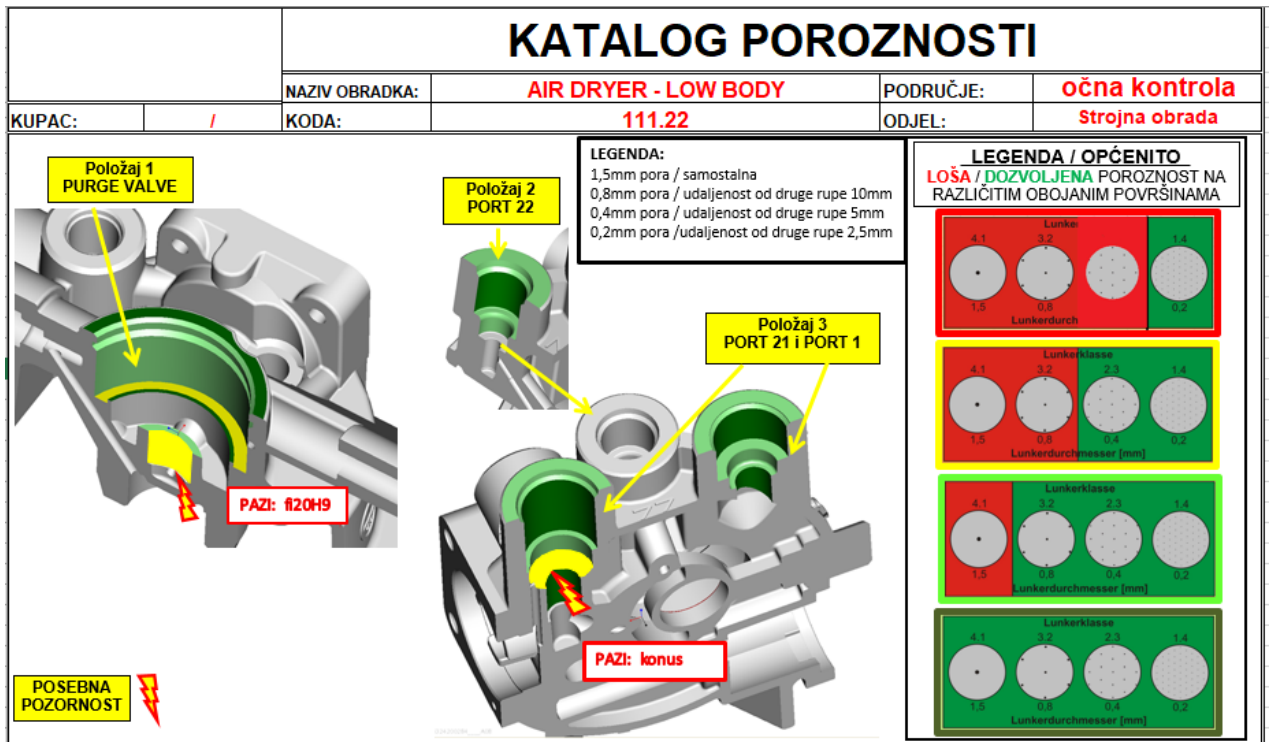 KATALOG POROZNOSTI
NAZIV OBRADKA:
AIR DRYER - LOW BODY
PODRUČJE:
očna kontrola
KUPAC:
/
KODA:
111.22
ODJEL:
Strojna obrada
Položaj 1
PURGE VALVE
Položaj 2
PORT 22
LEGENDA:
1,5mm pora / samostalna
0,8mm pora / udaljenost od druge rupe 10mm
0,4mm pora / udaljenost od druge rupe 5mm
0,2mm pora /udaljenost od druge rupe 2,5mm
LEGENDA / OPĆENITO
LOŠA / DOZVOLJENA POROZNOST NA
RAZLIČITIM OBOJANIM POVRŠINAMA
Položaj 3
PORT 21 i PORT 1
PAZI: fi20H9
PAZI: konus
POSEBNA
POZORNOST
22
Lunke
4.1 3.2 1.4
1,5 0,8 0,2
Lunkerdurch
Lunkerklasse
4.1 3.2 2.3 1.4
1,5 0,8 0,4 0,2
Lunkerdurchmesser [mm]
Lunkerklasse
4.1 3.2 2.3 1.4
1,5 0,8 0,4 0,2
Lunkerdurchmesser [mm]
Lunkerklasse
4.1 3.2 2.3 1.4
1,5 0,8 0,4 0,2
Lunkerdurchmesser [mm]